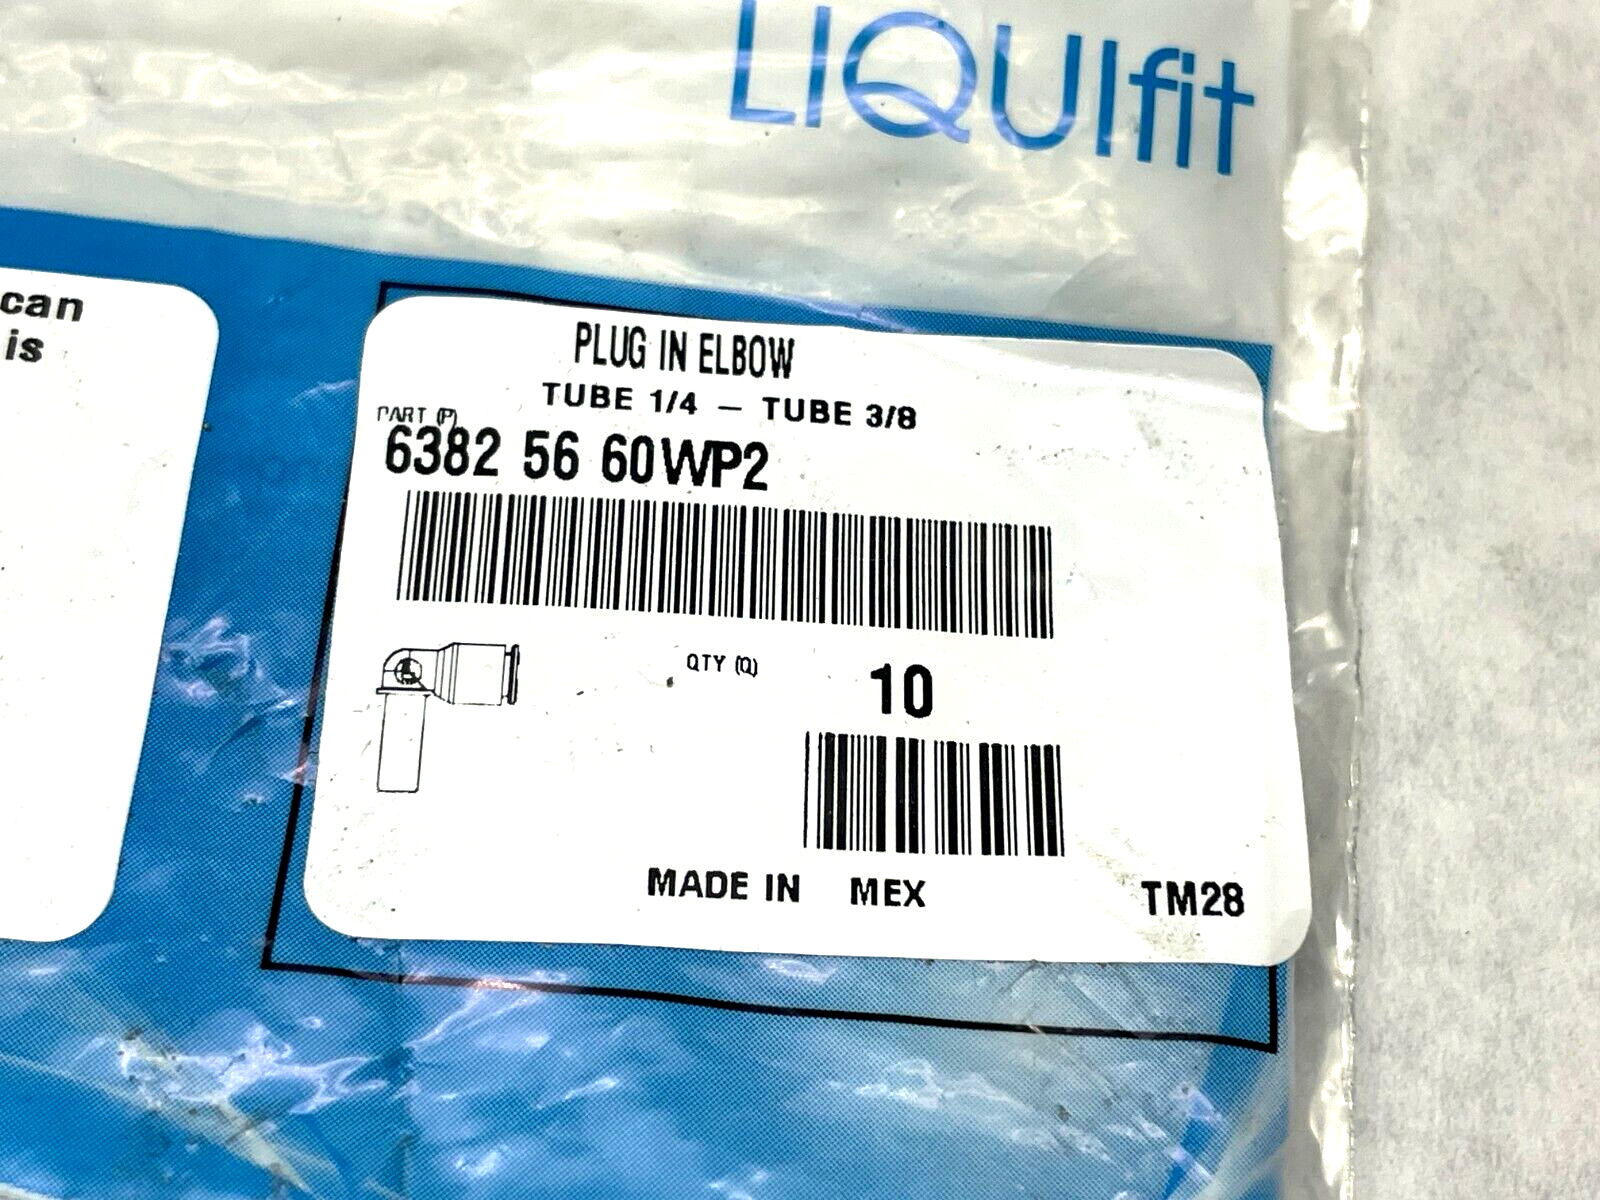 LIQUIfit
can
is
PLUG IN ELBOW
TUBE 1/4 – TUBE 3/8
PART (P)
6382 56 60WP2
QTY (Q)
10
MADE IN MEX
TM28